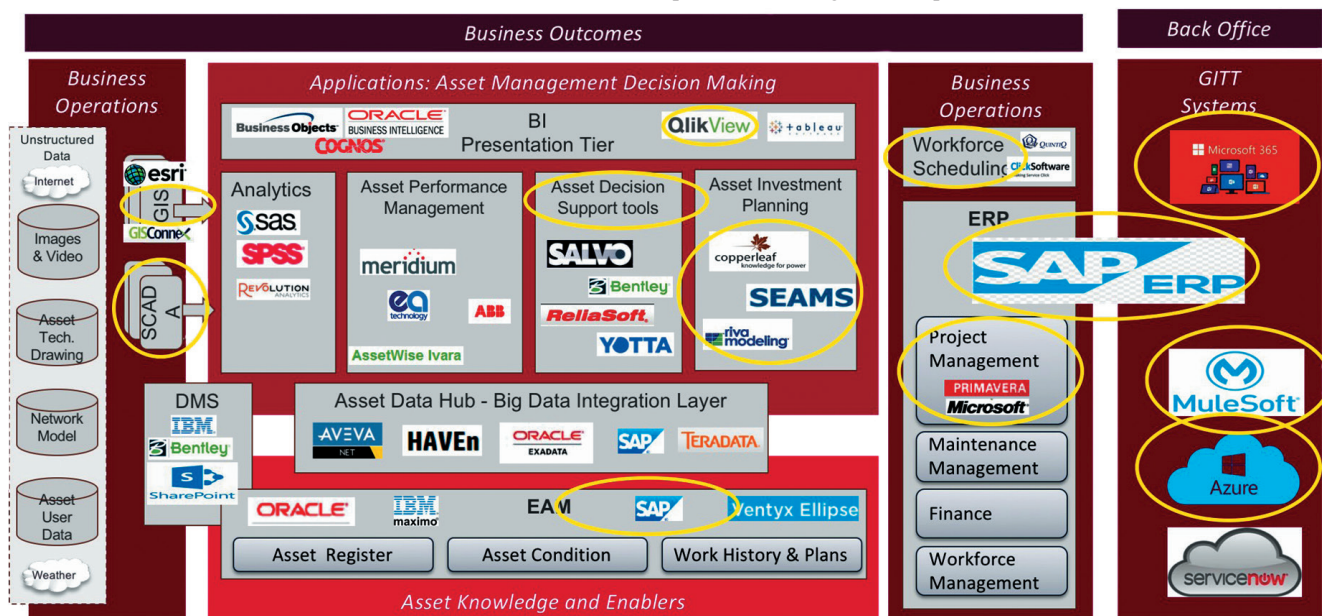 Business Outcomes
Back Office
Business
Operations
Unstructured
Data
Internet
Images
& Video
Asset
Tech.
Drawing
Network
Model
Asset
User
Data
Weather
esri
GIS
GISConnex
SCAD
A
Applications: Asset Management Decision Making
Business Objects
ORACLE
BUSINESS INTELLIGENCE
COGNOS
BI
Presentation Tier
QlikView
+ableau
Analytics
sas
SPSS
REVOLUTION
ANALYTICS
Asset Performance
Management
meridium
ea
technology
ABB
AssetWise Ivara
Asset Decision
Support tools
SALVO
Bentley
ReliaSoft
YOTTA
Asset Investment
Planning
copperleaf
knowledge for power
SEAMS
riva
modeling
DMS
IBM
Bentley
S
SharePoint
Asset Data Hub - Big Data Integration Layer
AVEVA
NET
HAVEn
ORACLE
EXADATA
SAP
TERADATA
ORACLE
IBM
maximo
EAM
SAP
Ventyx Ellipse
Asset Register
Asset Condition
Work History & Plans
Asset Knowledge and Enablers
Business
Operations
Workforce
Scheduling
QUINTIQ
ClickSoftware
ERP
SAP ERP
Project
Management
PRIMAVERA
Microsoft
Maintenance
Management
Finance
Workforce
Management
GITT
Systems
Microsoft 365
MuleSoft
Azure
servicenow